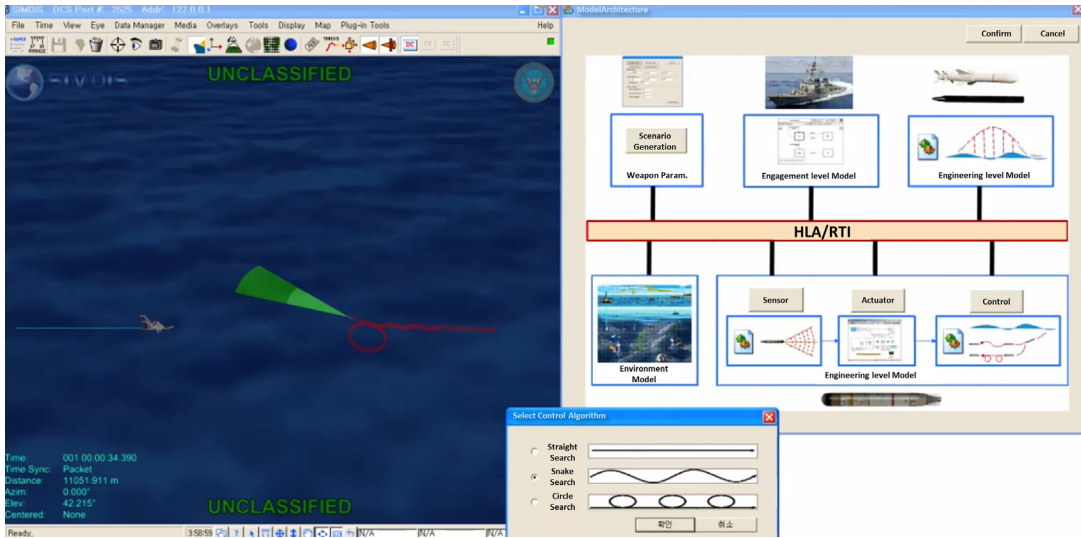 SIMDIS DCS Port #: 2525 Addr: 127.0.0.1
File Time View Eye Data Manager Media Overlays Tools Display Map Plug-in Tools Help
UNCLASSIFIED
Time 001 00:00:34.390
Time Sync: Packet
Distance: 11051.911 m
Azim: 0.000°
Elev: 42.215°
Centered: None
UNCLASSIFIED
Ready, 3:58:59 N/A N/A N/A
ModelArchitecture
Confirm Cancel
Scenario
Generation
Weapon Param.
Engagement level Model
Engineering level Model
HLA/RTI
Environment
Model
Sensor Actuator Control
Engineering level Model
Select Control Algorithm
Straight
Search
Snake
Search
Circle
Search
확인 취소